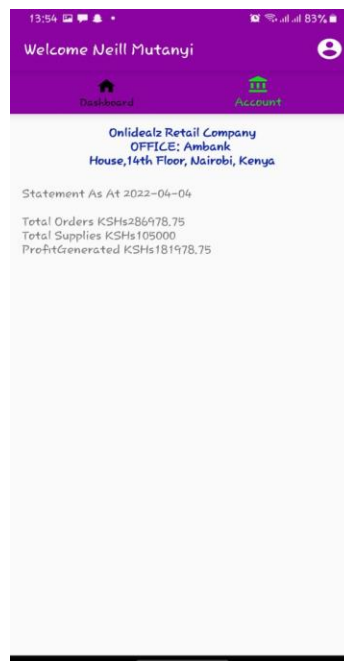 13:54 83%
Welcome Neill Mutanyi
Dashboard Account
Onlidealz Retail Company
OFFICE: Ambank
House,14th Floor, Nairobi, Kenya
Statement As At 2022-04-04
Total Orders KSHs286978.75
Total Supplies KSHs105000
ProfitGenerated KSHs181978.75